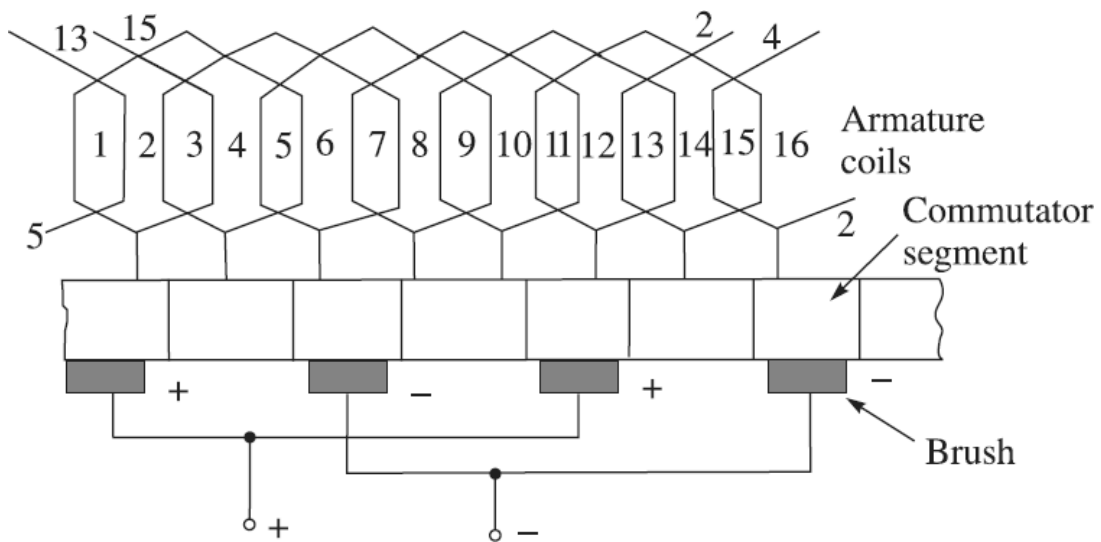 13 15 2 4
1 2 3 4 5 6 7 8 9 10 11 12 13 14 15 16
Armature
coils
5 2
Commutator
segment
+ − + −
Brush
+ −